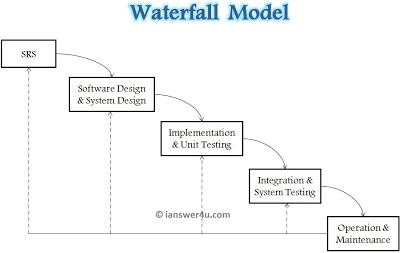 Waterfall Model
SRS
Software Design
& System Design
Implementation
& Unit Testing
Integration &
System Testing
© ianswer4u.com
Operation &
Maintenance